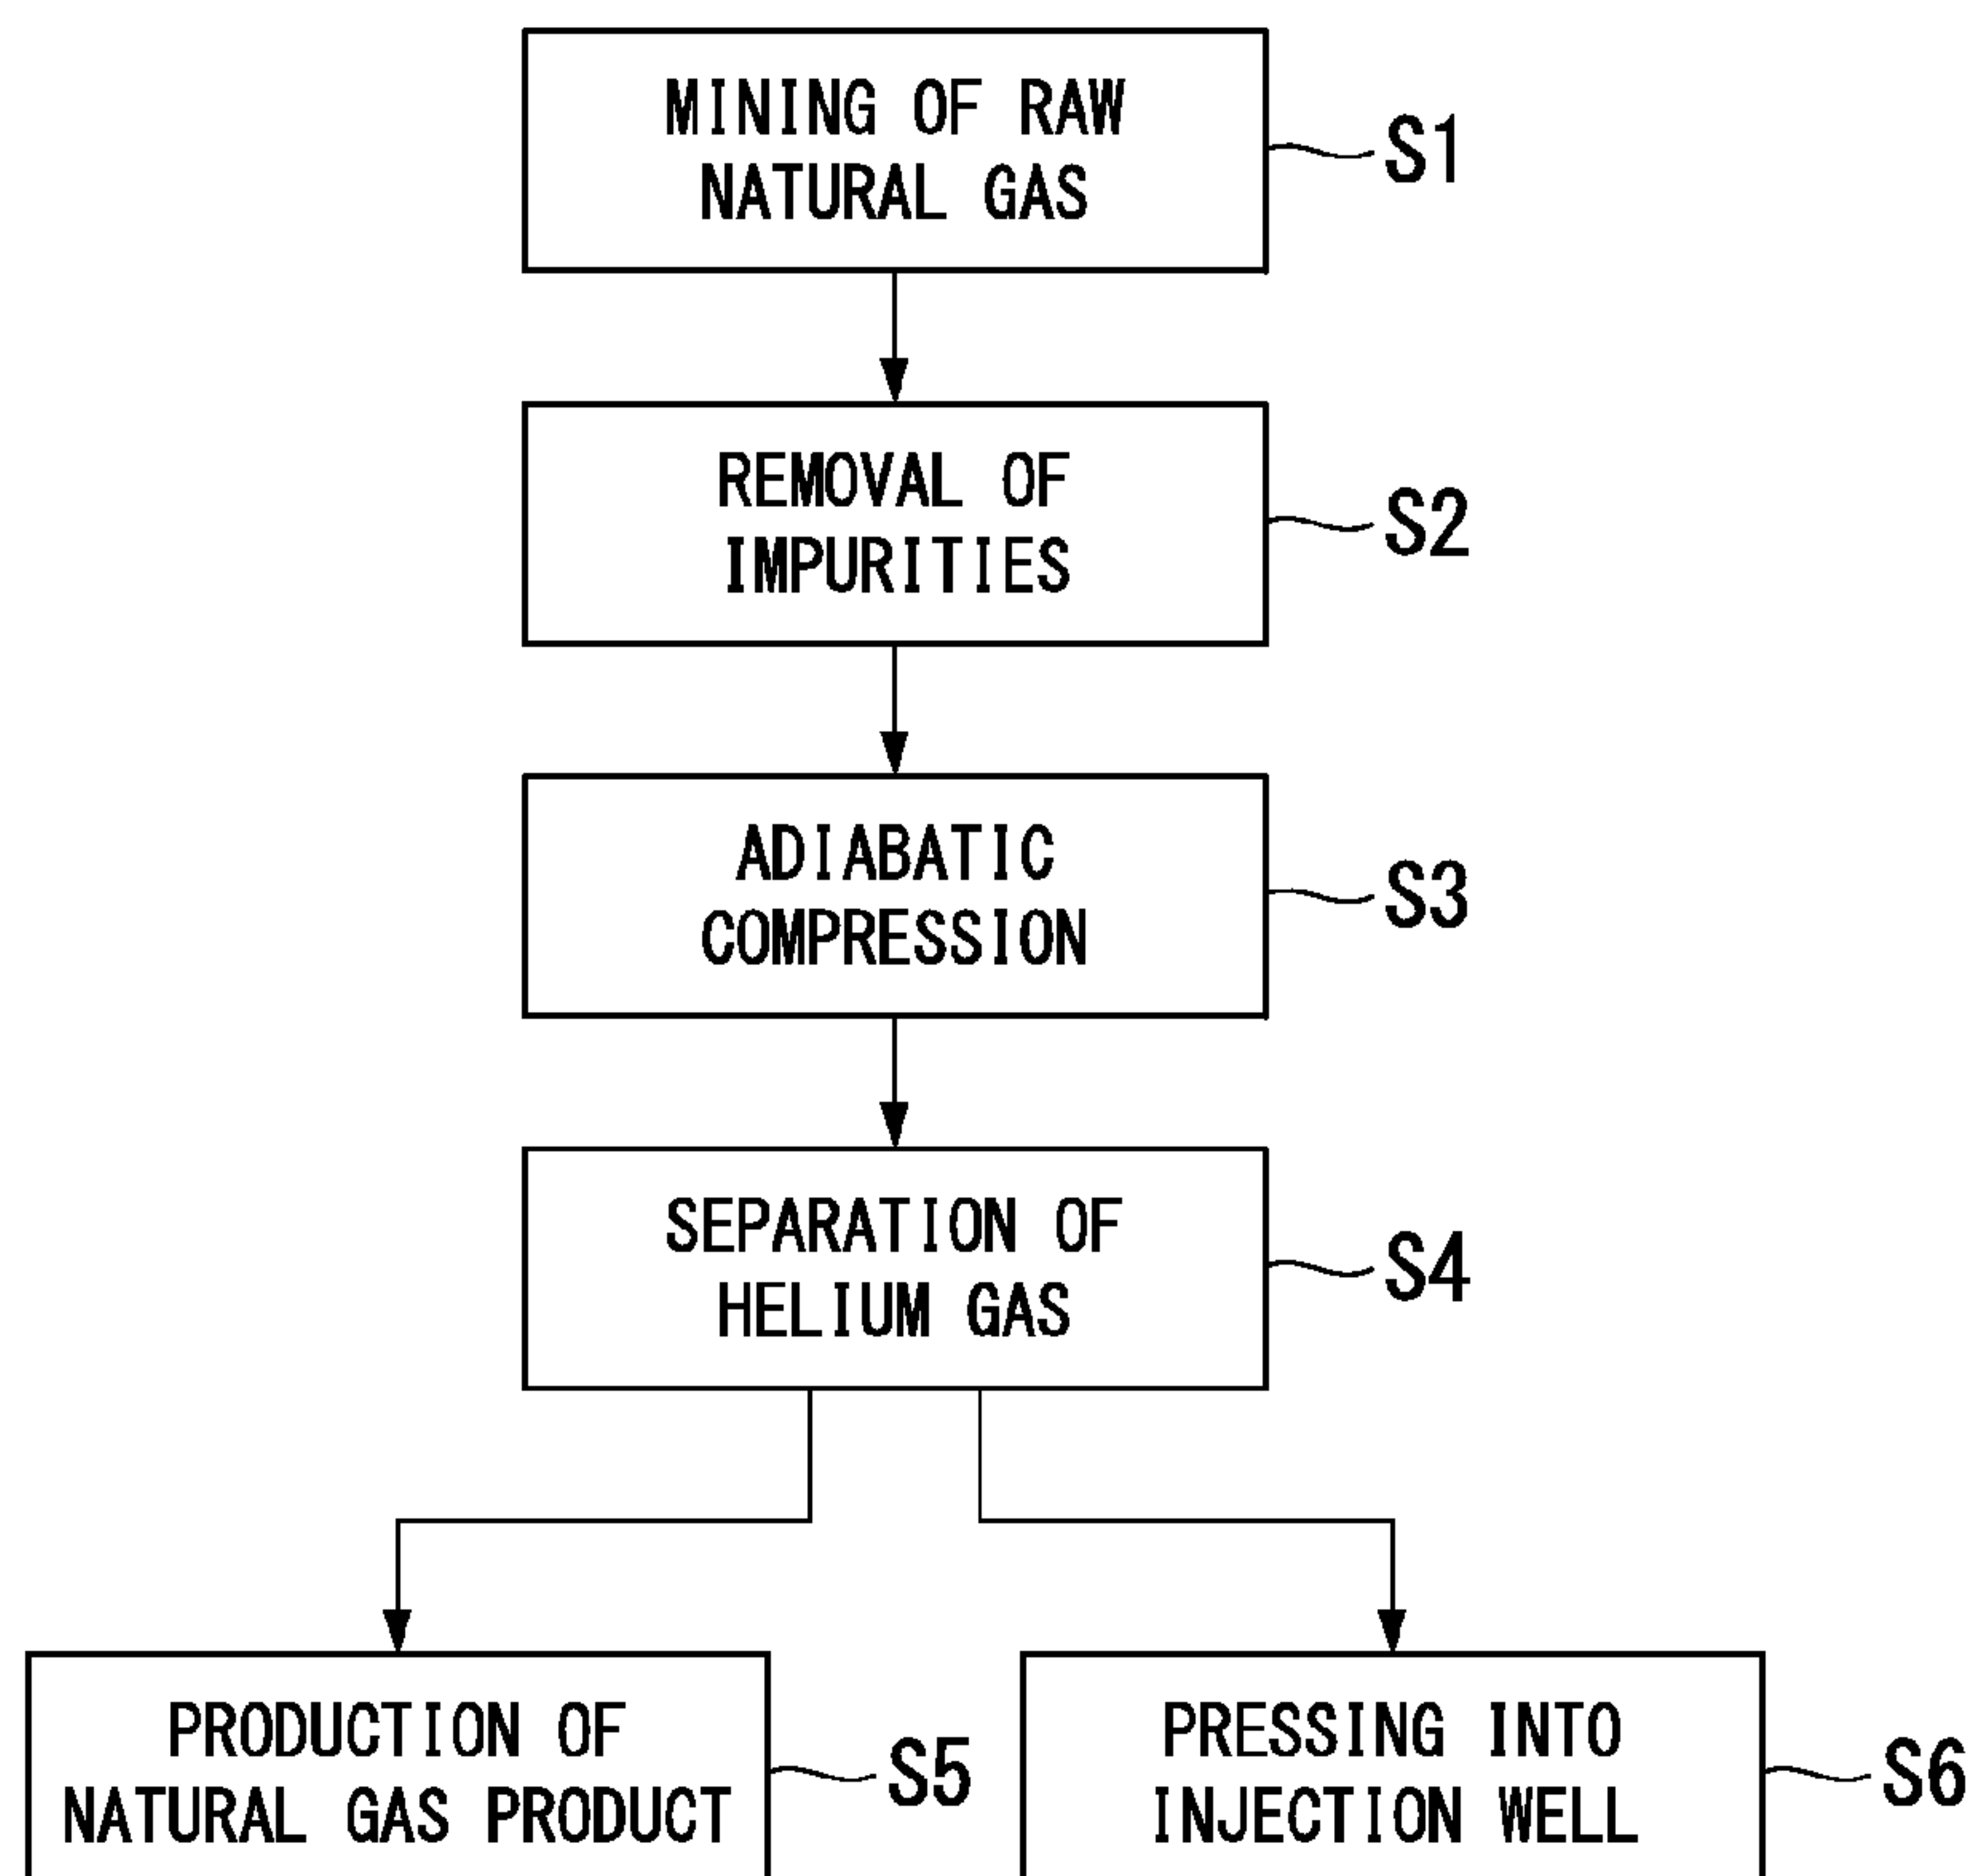 MINING OF RAW
NATURAL GAS
S1
REMOVAL OF
IMPURITIES
S2
ADIABATIC
COMPRESSION
S3
SEPARATION OF
HELIUM GAS
S4
PRODUCTION OF
NATURAL GAS PRODUCT
S5
PRESSING INTO
INJECTION WELL
S6